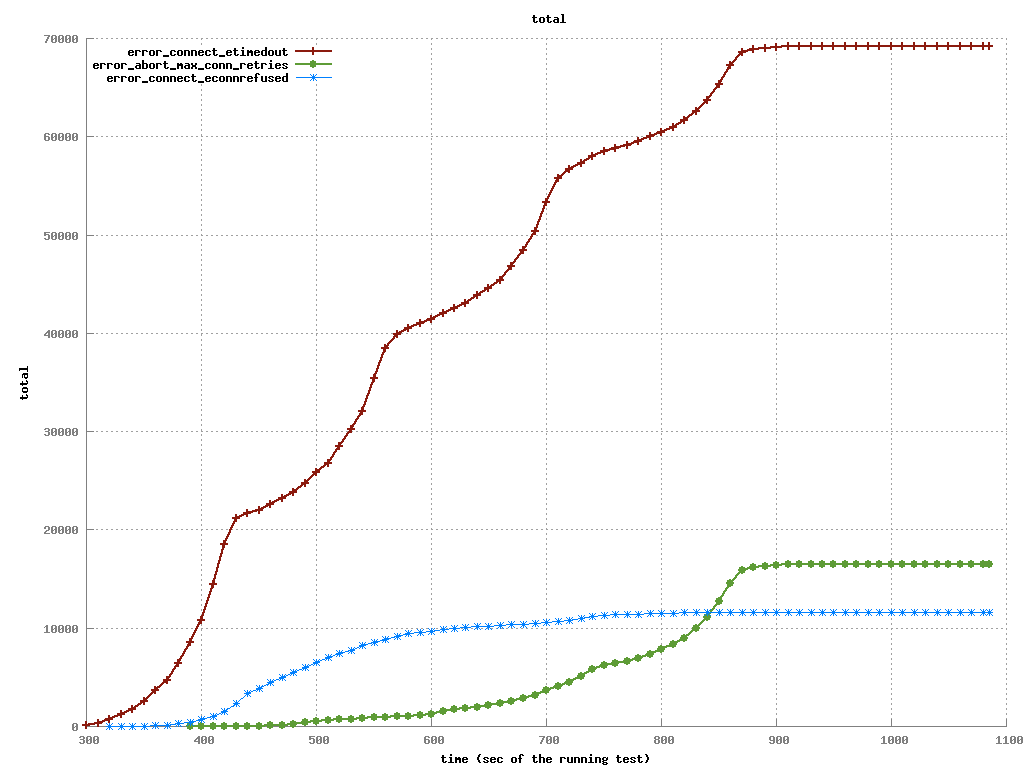 total
70000
error_connect_etimedout
error_abort_max_conn_retries
error_connect_econnrefused
60000
50000
40000
total
30000
20000
10000
0
300 400 500 600 700 800 900 1000 1100
time (sec of the running test)